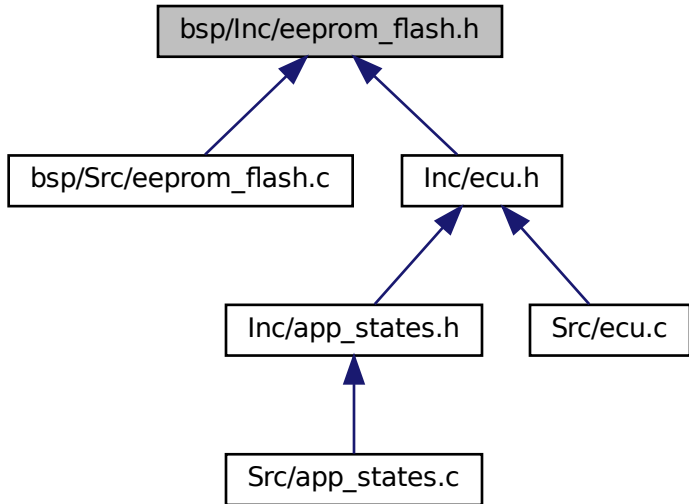 bsp/Inc/eeprom_flash.h
bsp/Src/eeprom_flash.c
Inc/ecu.h
Inc/app_states.h
Src/ecu.c
Src/app_states.c